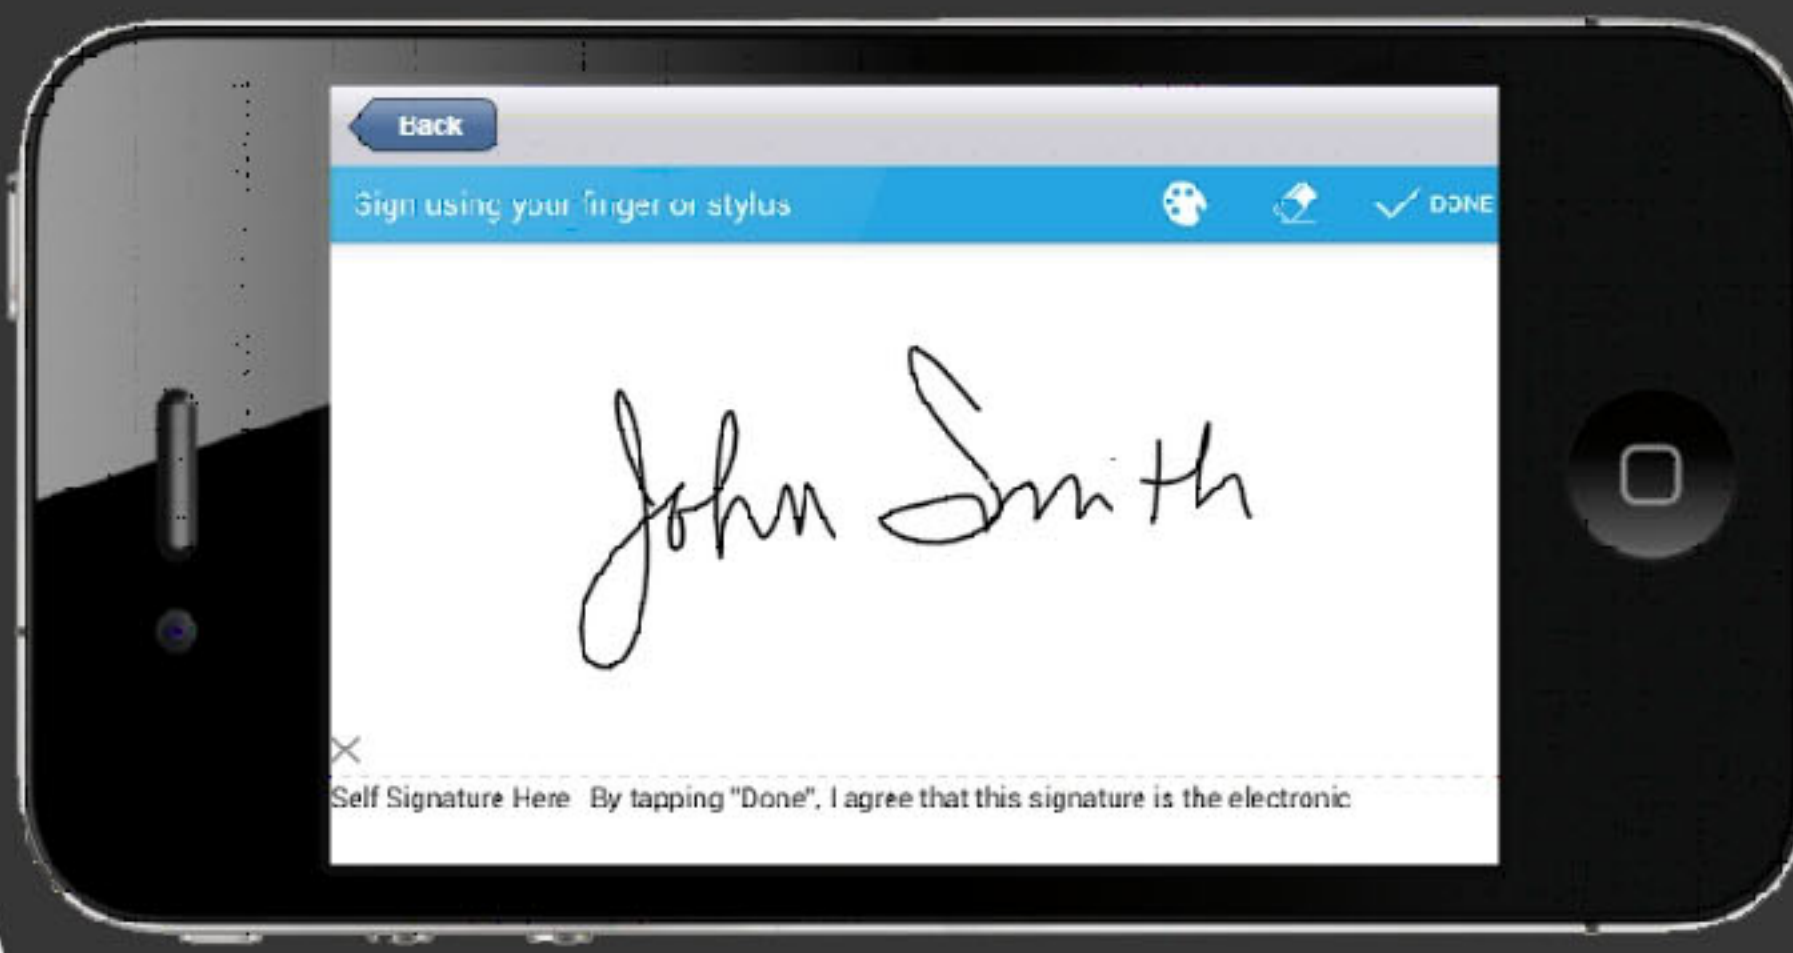 Back
Sign using your finger or stylus DONE
John Smith
Self Signature Here By tapping "Done", I agree that this signature is the electronic